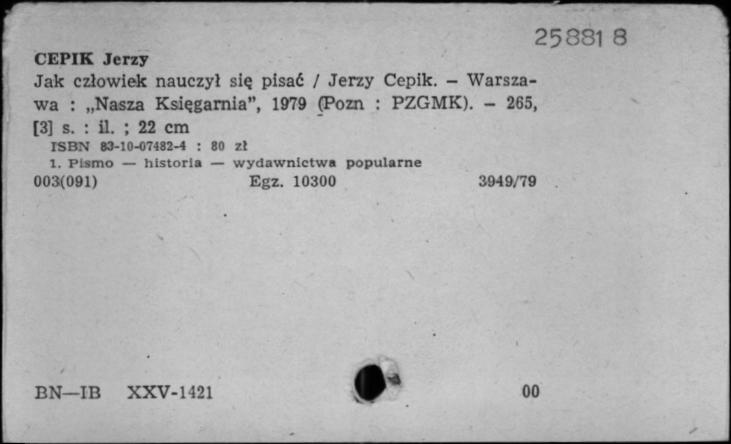 258818
CEPIK Jerzy
Jak człowiek nauczył się pisać / Jerzy Cepik. – Warsza-
wa : „Nasza Księgarnia”, 1979 (Pozn : PZGMK). – 265,
[3] s. : il. ; 22 cm
ISBN 83-10-07482-4 : 80 zł
1. Pismo — historia — wydawnictwa popularne
003(091) Egz. 10300 3949/79
BN—IB XXV-1421 00